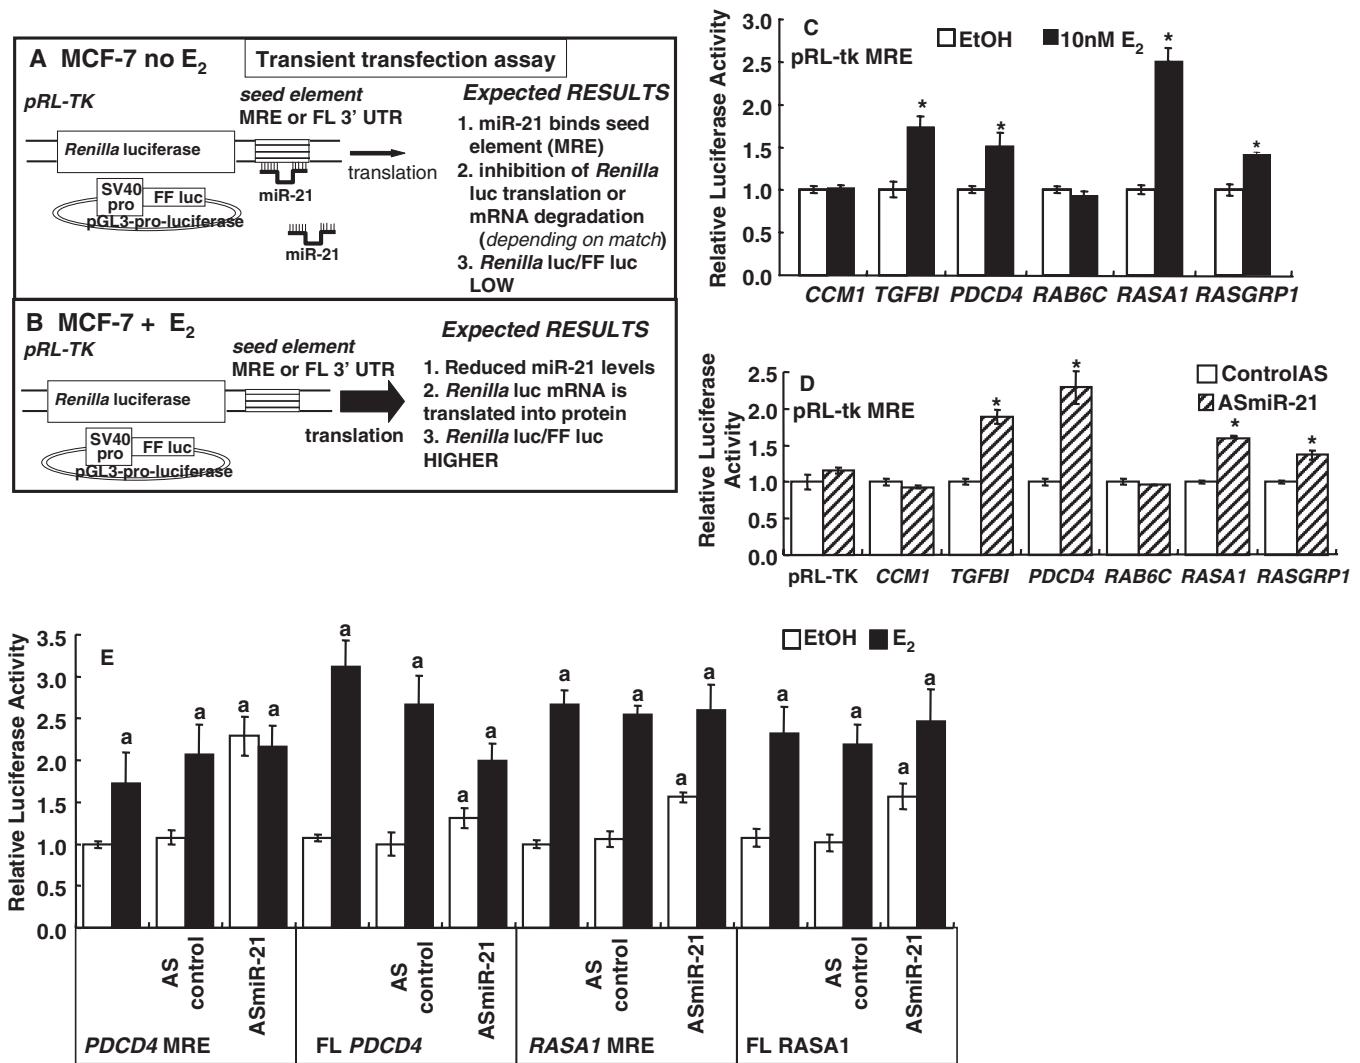 A MCF-7 no E2
Transient transfection assay
pRL-TK
seed element
MRE or FL 3' UTR
Renilla luciferase
translation
miR-21
SV40
pro
FF luc
pGL3-pro-luciferase
miR-21
Expected RESULTS
1. miR-21 binds seed
element (MRE)
2. inhibition of Renilla
luc translation or
mRNA degradation
(depending on match)
3. Renilla luc/FF luc
LOW
B MCF-7 + E2
pRL-TK
seed element
MRE or FL 3' UTR
Renilla luciferase
translation
SV40
pro
FF luc
pGL3-pro-luciferase
Expected RESULTS
1. Reduced miR-21 levels
2. Renilla luc mRNA is
translated into protein
3. Renilla luc/FF luc
HIGHER
C
pRL-tk MRE
EtOH 10nM E2
Relative Luciferase Activity
3.0
2.5
2.0
1.5
1.0
0.5
0.0
* * * *
*
CCM1 TGFBI PDCD4 RAB6C RASA1 RASGRP1
D
pRL-tk MRE
ControlAS
ASmiR-21
Relative Luciferase
Activity
2.5
2.0
1.5
1.0
0.5
0.0
* * * *
pRL-TK CCM1 TGFBI PDCD4 RAB6C RASA1 RASGRP1
E
EtOH E2
Relative Luciferase Activity
3.5
3.0
2.5
2.0
1.5
1.0
0.5
0.0
a a a a a a a a a a a a a a a a
AS
control
ASmiR-21
AS
control
ASmiR-21
AS
control
ASmiR-21
AS
control
ASmiR-21
PDCD4 MRE FL PDCD4 RASA1 MRE FL RASA1